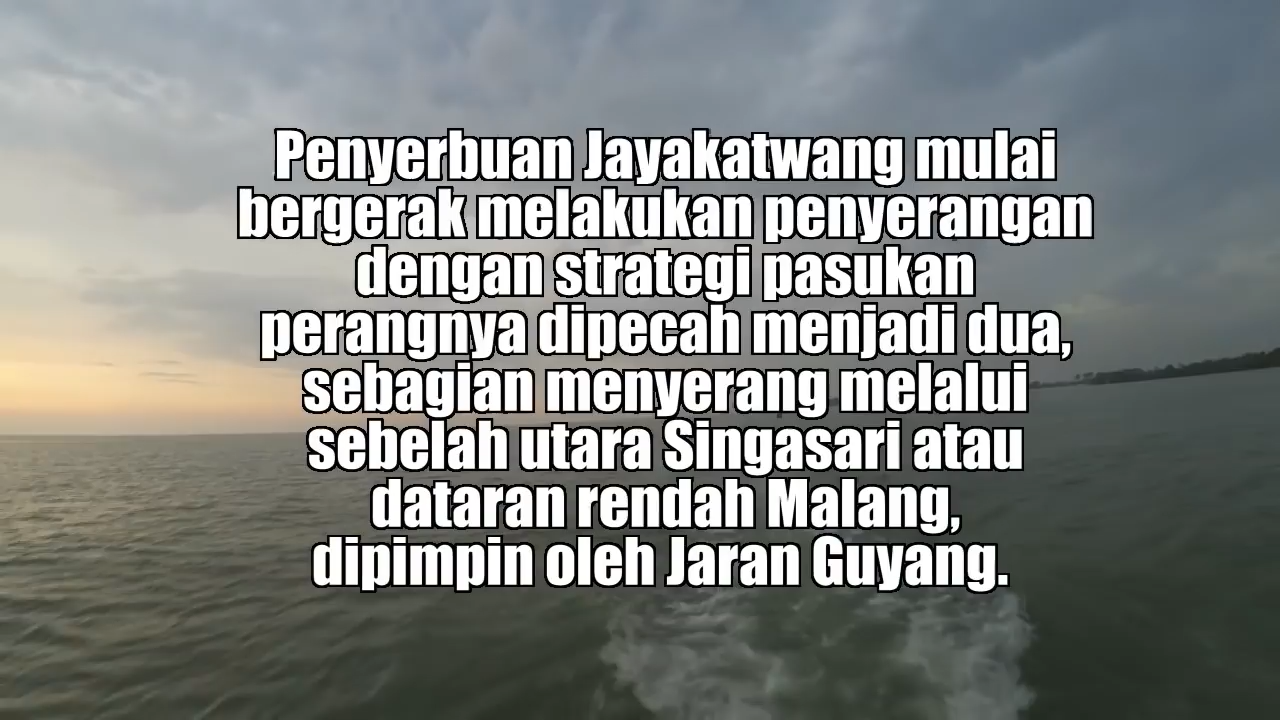 Penyerbuan Jayakatwang mulai
bergerak melakukan penyerangan
dengan strategi pasukan
perangnya dipecah menjadi dua,
sebagian menyerang melalui
sebelah utara Singasari atau
dataran rendah Malang,
dipimpin oleh Jaran Guyang.